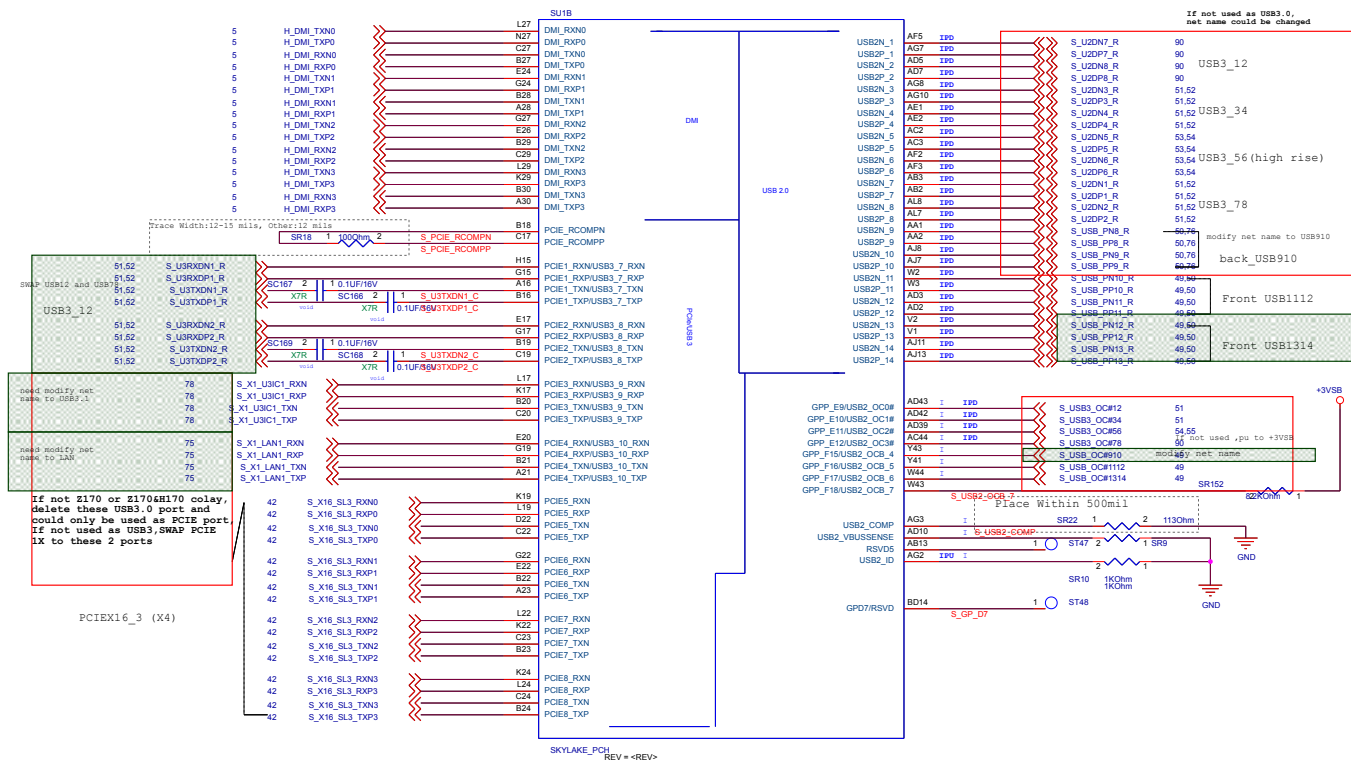 SU1B
If not used as USB3.0,
net name could be changed
5 H_DMI_TXN0 L27 DMI_RXN0
5 H_DMI_TXP0 N27 DMI_RXP0
5 H_DMI_RXN0 C27 DMI_TXN0
5 H_DMI_RXP0 B27 DMI_TXP0
5 H_DMI_TXN1 E24 DMI_RXN1
5 H_DMI_TXP1 G24 DMI_RXP1
5 H_DMI_RXN1 B28 DMI_TXN1
5 H_DMI_RXP1 A28 DMI_TXP1
5 H_DMI_TXN2 G27 DMI_RXN2
5 H_DMI_TXP2 E26 DMI_RXP2
5 H_DMI_RXN2 B29 DMI_TXN2
5 H_DMI_RXP2 C29 DMI_TXP2
5 H_DMI_TXN3 L29 DMI_RXN3
5 H_DMI_TXP3 K29 DMI_RXP3
5 H_DMI_RXN3 B30 DMI_TXN3
5 H_DMI_RXP3 A30 DMI_TXP3
DMI
USB 2.0
PCIe/USB3
Trace Width:12-15 mils, Other:12 mils
B18 PCIE_RCOMPN
SR18 1 100Ohm 2 C17 PCIE_RCOMPP
S_PCIE_RCOMPN
S_PCIE_RCOMPP
51,52 S_U3RXDN1_R H15 PCIE1_RXN/USB3_7_RXN
51,52 S_U3RXDP1_R G15 PCIE1_RXP/USB3_7_RXP
51,52 S_U3TXDN1_R A16 PCIE1_TXN/USB3_7_TXN
51,52 S_U3TXDP1_R B16 PCIE1_TXP/USB3_7_TXP
SWAP USB12 and USB78
USB3_12
SC167 2 1 0.1UF/16V
X7R SC166 2 1 S_U3TXDN1_C
void X7R 0.1UF/16V S_U3TXDP1_C
void
51,52 S_U3RXDN2_R E17 PCIE2_RXN/USB3_8_RXN
51,52 S_U3RXDP2_R G17 PCIE2_RXP/USB3_8_RXP
51,52 S_U3TXDN2_R B19 PCIE2_TXN/USB3_8_TXN
51,52 S_U3TXDP2_R C19 PCIE2_TXP/USB3_8_TXP
SC169 2 1 0.1UF/16V
X7R SC168 2 1 S_U3TXDN2_C
void X7R 0.1UF/16V S_U3TXDP2_C
void
need modify net
name to USB3.1
78 S_X1_U3IC1_RXN L17 PCIE3_RXN/USB3_9_RXN
78 S_X1_U3IC1_RXP K17 PCIE3_RXP/USB3_9_RXP
78 S_X1_U3IC1_TXN B20 PCIE3_TXN/USB3_9_TXN
78 S_X1_U3IC1_TXP C20 PCIE3_TXP/USB3_9_TXP
need modify net
name to LAN
75 S_X1_LAN1_RXN E20 PCIE4_RXN/USB3_10_RXN
75 S_X1_LAN1_RXP G19 PCIE4_RXP/USB3_10_RXP
75 S_X1_LAN1_TXN B21 PCIE4_TXN/USB3_10_TXN
75 S_X1_LAN1_TXP A21 PCIE4_TXP/USB3_10_TXP
If not Z170 or Z170&H170 colay,
delete these USB3.0 port and
could only be used as PCIE port,
If not used as USB3,SWAP PCIE
1X to these 2 ports
PCIEX16_3 (X4)
42 S_X16_SL3_RXN0 K19 PCIE5_RXN
42 S_X16_SL3_RXP0 L19 PCIE5_RXP
42 S_X16_SL3_TXN0 D22 PCIE5_TXN
42 S_X16_SL3_TXP0 C22 PCIE5_TXP
42 S_X16_SL3_RXN1 G22 PCIE6_RXN
42 S_X16_SL3_RXP1 E22 PCIE6_RXP
42 S_X16_SL3_TXN1 B22 PCIE6_TXN
42 S_X16_SL3_TXP1 A23 PCIE6_TXP
42 S_X16_SL3_RXN2 L22 PCIE7_RXN
42 S_X16_SL3_RXP2 K22 PCIE7_RXP
42 S_X16_SL3_TXN2 C23 PCIE7_TXN
42 S_X16_SL3_TXP2 B23 PCIE7_TXP
42 S_X16_SL3_RXN3 K24 PCIE8_RXN
42 S_X16_SL3_RXP3 L24 PCIE8_RXP
42 S_X16_SL3_TXN3 C24 PCIE8_TXN
42 S_X16_SL3_TXP3 B24 PCIE8_TXP
USB2N_1 AF5 IPD S_U2DN7_R 90
USB2P_1 AG7 IPD S_U2DP7_R 90
USB2N_2 AD5 IPD S_U2DN8_R 90
USB2P_2 AD7 IPD S_U2DP8_R 90
USB3_12
USB2N_3 AG8 IPD S_U2DN3_R 51,52
USB2P_3 AG10 IPD S_U2DP3_R 51,52
USB2N_4 AE1 IPD S_U2DN4_R 51,52
USB2P_4 AE2 IPD S_U2DP4_R 51,52
USB3_34
USB2N_5 AC2 IPD S_U2DN5_R 53,54
USB2P_5 AC3 IPD S_U2DP5_R 53,54
USB2N_6 AF2 IPD S_U2DN6_R 53,54
USB2P_6 AF3 IPD S_U2DP6_R 53,54
USB3_56(high rise)
USB2N_7 AB3 IPD S_U2DN1_R 51,52
USB2P_7 AB2 IPD S_U2DP1_R 51,52
USB2N_8 AL8 IPD S_U2DN2_R 51,52
USB2P_8 AL7 IPD S_U2DP2_R 51,52
USB3_78
USB2N_9 AA1 IPD S_USB_PN8_R 50,76
USB2P_9 AA2 IPD S_USB_PP8_R 50,76
USB2N_10 AJ8 IPD S_USB_PN9_R 50,76
USB2P_10 AJ7 IPD S_USB_PP9_R 50,76
modify net name to USB910
back_USB910
USB2N_11 W2 IPD S_USB_PN10_R 49,50
USB2P_11 W3 IPD S_USB_PP10_R 49,50
USB2N_12 AD3 IPD S_USB_PN11_R 49,50
USB2P_12 AD2 IPD S_USB_PP11_R 49,50
Front USB1112
USB2N_13 V2 IPD S_USB_PN12_R 49,50
USB2P_13 V1 IPD S_USB_PP12_R 49,50
USB2N_14 AJ11 IPD S_USB_PN13_R 49,50
USB2P_14 AJ13 IPD S_USB_PP13_R 49,50
Front USB1314
+3VSB
GPP_E9/USB2_OC0# AD43 I IPD S_USB3_OC#12 51
GPP_E10/USB2_OC1# AD42 I IPD S_USB3_OC#34 51
GPP_E11/USB2_OC2# AD39 I IPD S_USB3_OC#56 54,55
GPP_E12/USB2_OC3# AC44 I IPD S_USB3_OC#78 90
If not used ,pu to +3VSB
GPP_F15/USB2_OCB_4 Y43 I S_USB_OC#910 49
modify net name
GPP_F16/USB2_OCB_5 Y41 I S_USB_OC#1112 49
GPP_F17/USB2_OCB_6 W44 I S_USB_OC#1314 49
GPP_F18/USB2_OCB_7 W43 S_USB2-OCB_7 SR152 8.2KOhm 1
Place Within 500mil
USB2_COMP AG3 I S_USB2-COMP SR22 1 2 113Ohm
USB2_VBUSSENSE AD10 I 2 1 SR9
RSVD5 AB13 1 ST47
USB2_ID AG2 IPU I 2 1
SR10 1KOhm
1KOhm
GND
GND
GPD7/RSVD BD14 S_GP_D7 1 ST48
SKYLAKE_PCH
REV = <REV>